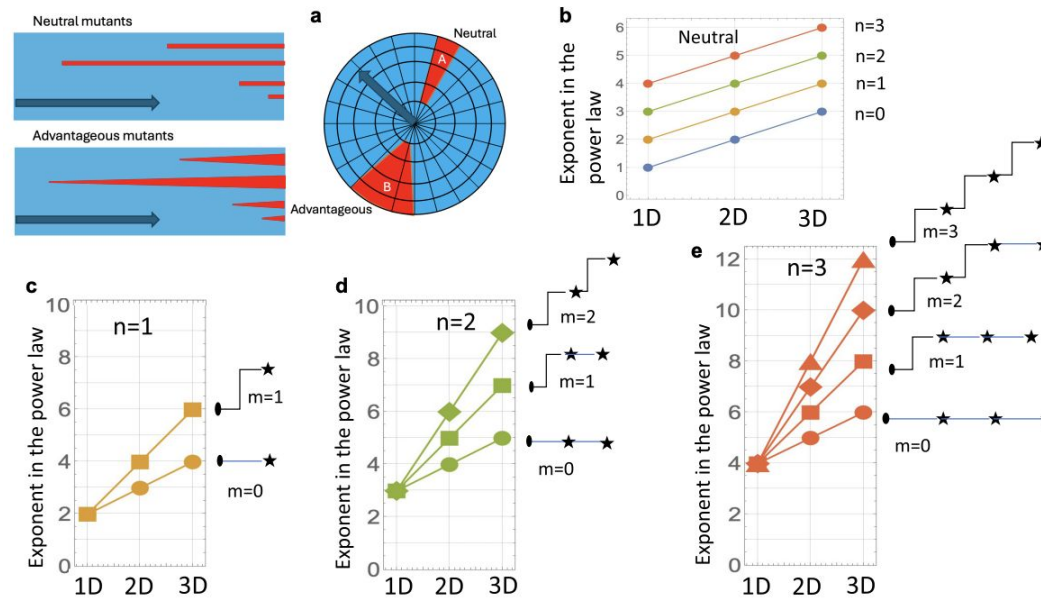 Neutral mutants
Advantageous mutants
a
Neutral
A
B
Advantageous
b
Exponent in the
power law
6
5
4
3
2
1
0
Neutral
n=3
n=2
n=1
n=0
1D 2D 3D
c
Exponent in the power law
10
8
6
4
2
0
n=1
m=1
m=0
1D 2D 3D
d
Exponent in the power law
10
8
6
4
2
0
n=2
m=2
m=1
m=0
1D 2D 3D
e
Exponent in the power law
12
10
8
6
4
2
0
n=3
m=3
m=2
m=1
m=0
1D 2D 3D